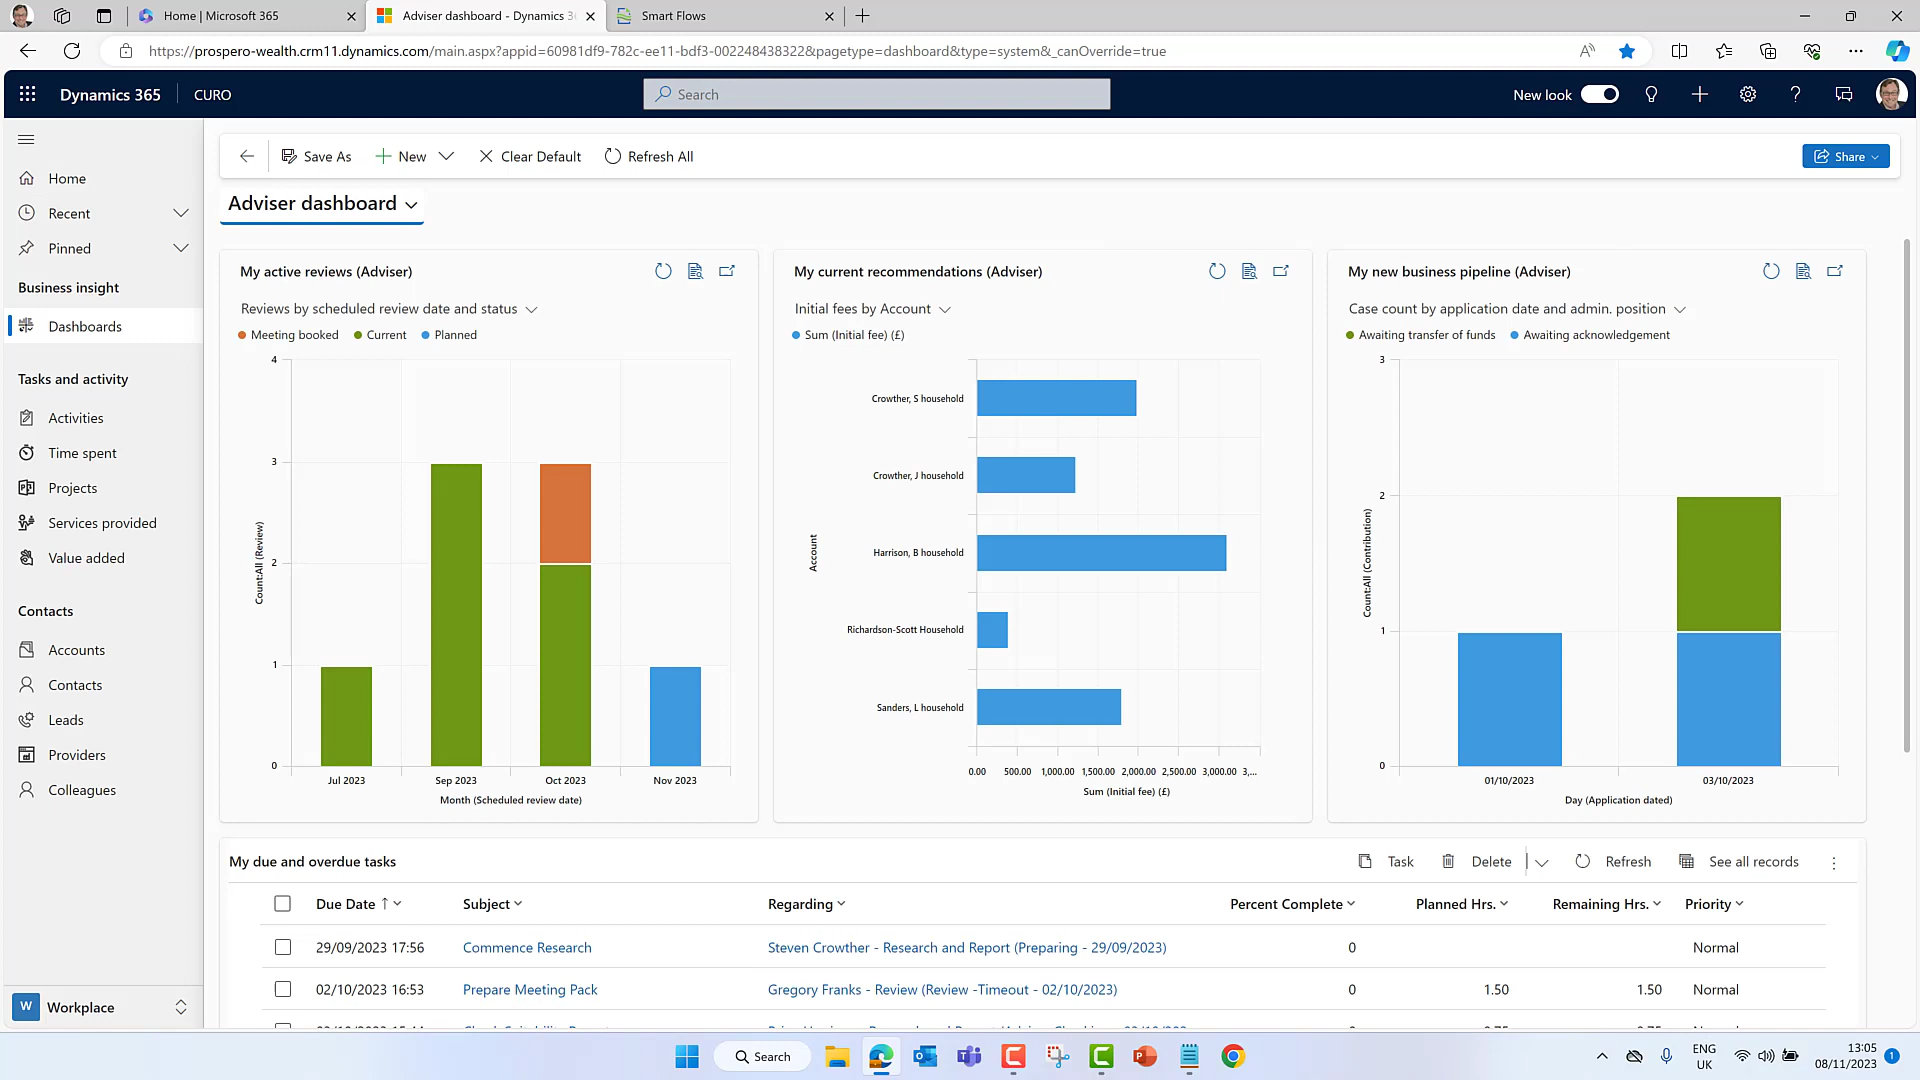 Home | Microsoft 365
Adviser dashboard - Dynamics 36
Smart Flows
https://prospero-wealth.crm11.dynamics.com/main.aspx?appid=60981df9-782c-ee11-bdf3-002248438322&pagetype=dashboard&type=system&_canOverride=true
Dynamics 365
CURO
Search
New look
Save As
New
Clear Default
Refresh All
Share
Home
Recent
Pinned
Business insight
Dashboards
Tasks and activity
Activities
Time spent
Projects
Services provided
Value added
Contacts
Accounts
Contacts
Leads
Providers
Colleagues
W
Workplace
Adviser dashboard
My active reviews (Adviser)
Reviews by scheduled review date and status
Meeting booked
Current
Planned
Count:All (Review)
4
3
2
1
0
Jul 2023
Sep 2023
Oct 2023
Nov 2023
Month (Scheduled review date)
My current recommendations (Adviser)
Initial fees by Account
Sum (Initial fee) (£)
Account
Crowther, S household
Crowther, J household
Harrison, B household
Richardson-Scott Household
Sanders, L household
0.00
500.00
1,000.00
1,500.00
2,000.00
2,500.00
3,000.00
3,...
Sum (Initial fee) (£)
My new business pipeline (Adviser)
Case count by application date and admin. position
Awaiting transfer of funds
Awaiting acknowledgement
Count:All (Contribution)
3
2
1
0
01/10/2023
03/10/2023
Day (Application dated)
My due and overdue tasks
Task
Delete
Refresh
See all records
Due Date
Subject
Regarding
Percent Complete
Planned Hrs.
Remaining Hrs.
Priority
29/09/2023 17:56
Commence Research
Steven Crowther - Research and Report (Preparing - 29/09/2023)
0
Normal
02/10/2023 16:53
Prepare Meeting Pack
Gregory Franks - Review (Review -Timeout - 02/10/2023)
0
1.50
1.50
Normal
Search
ENG
UK
13:05
08/11/2023
1